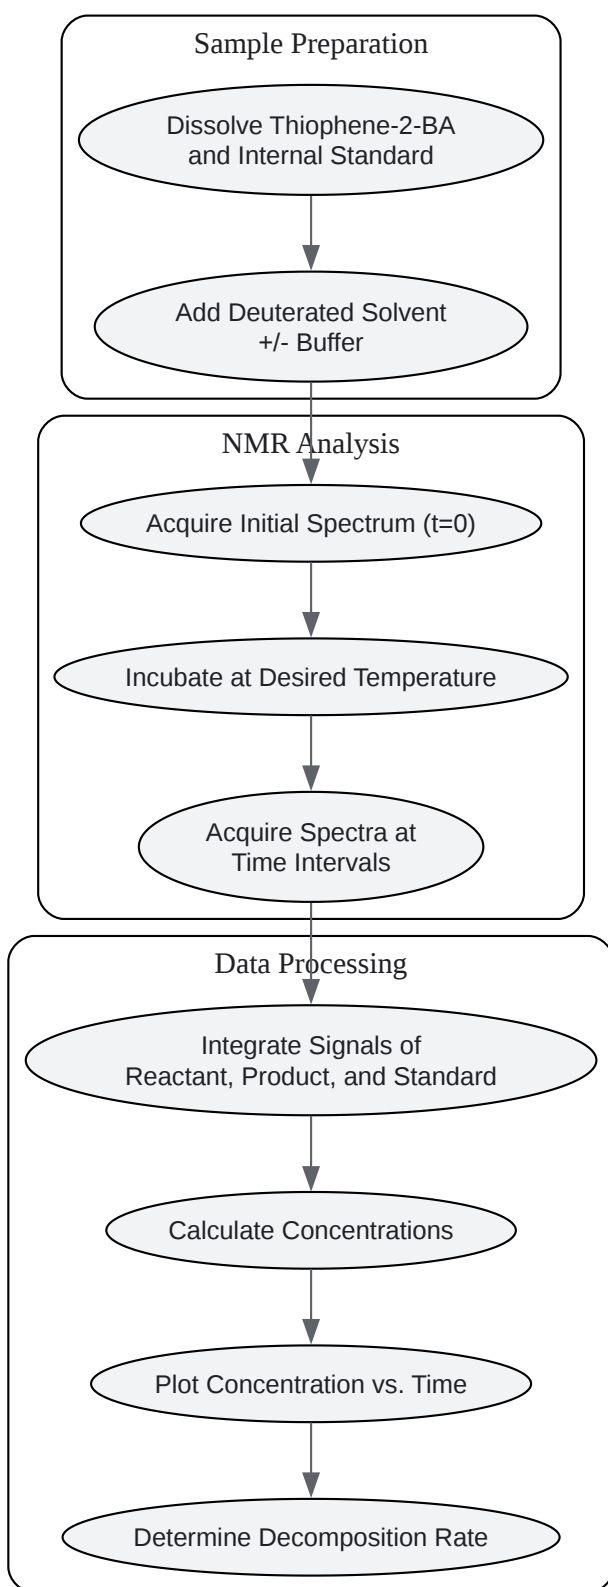 Sample Preparation
Dissolve Thiophene-2-BA
and Internal Standard
Add Deuterated Solvent
+/- Buffer
NMR Analysis
Acquire Initial Spectrum (t=0)
Incubate at Desired Temperature
Acquire Spectra at
Time Intervals
Data Processing
Integrate Signals of
Reactant, Product, and Standard
Calculate Concentrations
Plot Concentration vs. Time
Determine Decomposition Rate